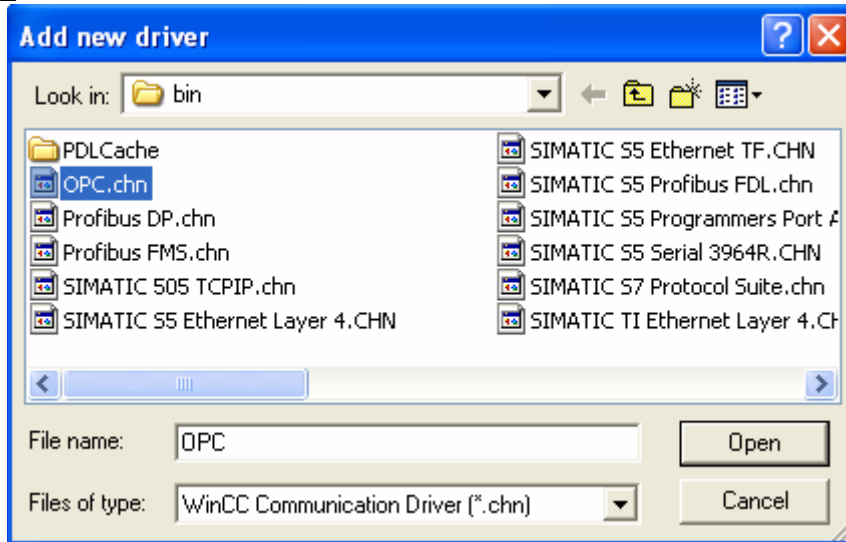 Add new driver
Look in: bin
PDLCache
OPC.chn
Profibus DP.chn
Profibus FMS.chn
SIMATIC 505 TCPIP.chn
SIMATIC S5 Ethernet Layer 4.CHN
SIMATIC S5 Ethernet TF.CHN
SIMATIC S5 Profibus FDL.chn
SIMATIC S5 Programmers Port
SIMATIC S5 Serial 3964R.CHN
SIMATIC S7 Protocol Suite.chn
SIMATIC TI Ethernet Layer 4.CH
File name: OPC Open
Files of type: WinCC Communication Driver (*.chn) Cancel